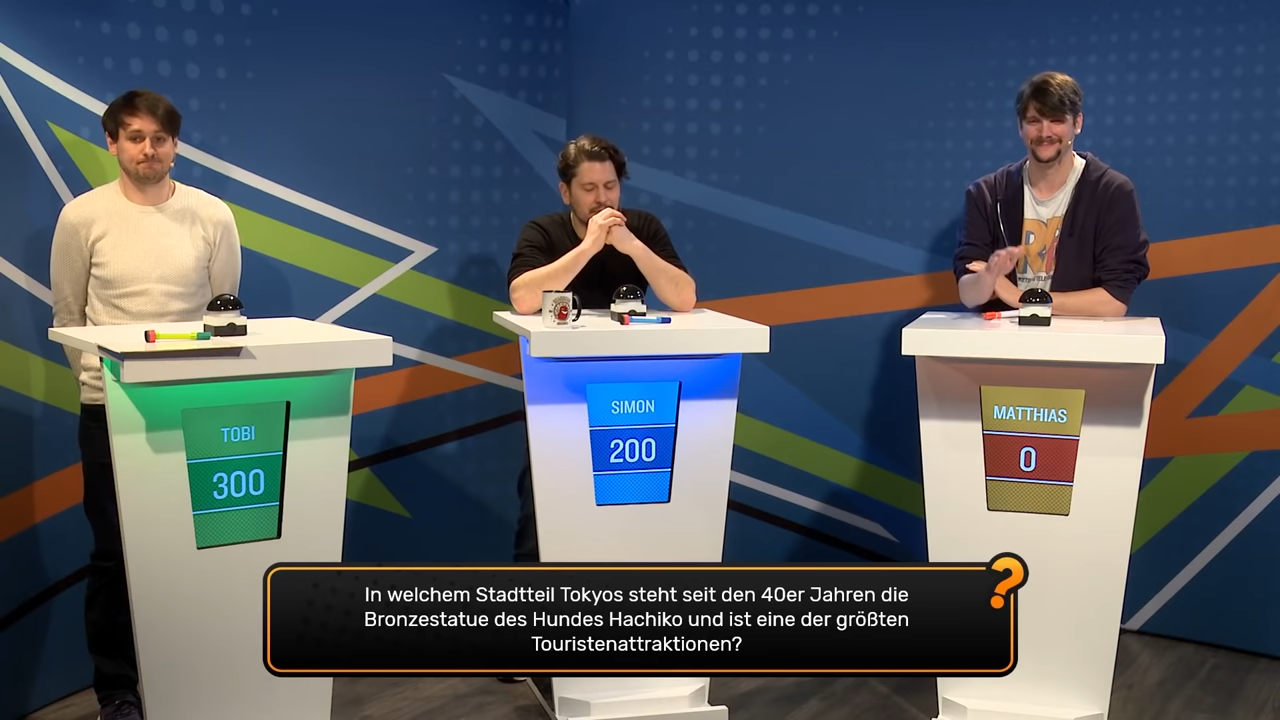 TOBI
300
SIMON
200
MATTHIAS
0
In welchem Stadtteil Tokyos steht seit den 40er Jahren die
Bronzestatue des Hundes Hachiko und ist eine der größten
Touristenattraktionen?
?